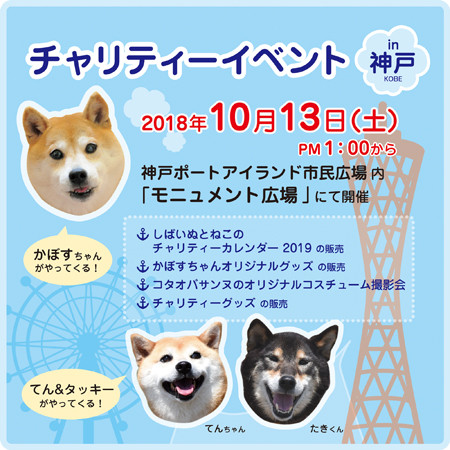 チャリティーイベント
in
神戸
KOBE
2018年10月13日(土)
PM1:00から
神戸ポートアイランド市民広場 内
「モニュメント広場 」にて開催
かぼすちゃん
がやってくる!
しばいぬとねこの
チャリティーカレンダー 2019 の販売
かぼすちゃんオリジナルグッズ の販売
コタオパサンヌのオリジナルコスチューム撮影会
チャリティーグッズ の販売
てん&タッキー
がやってくる!
てんちゃん
たきくん